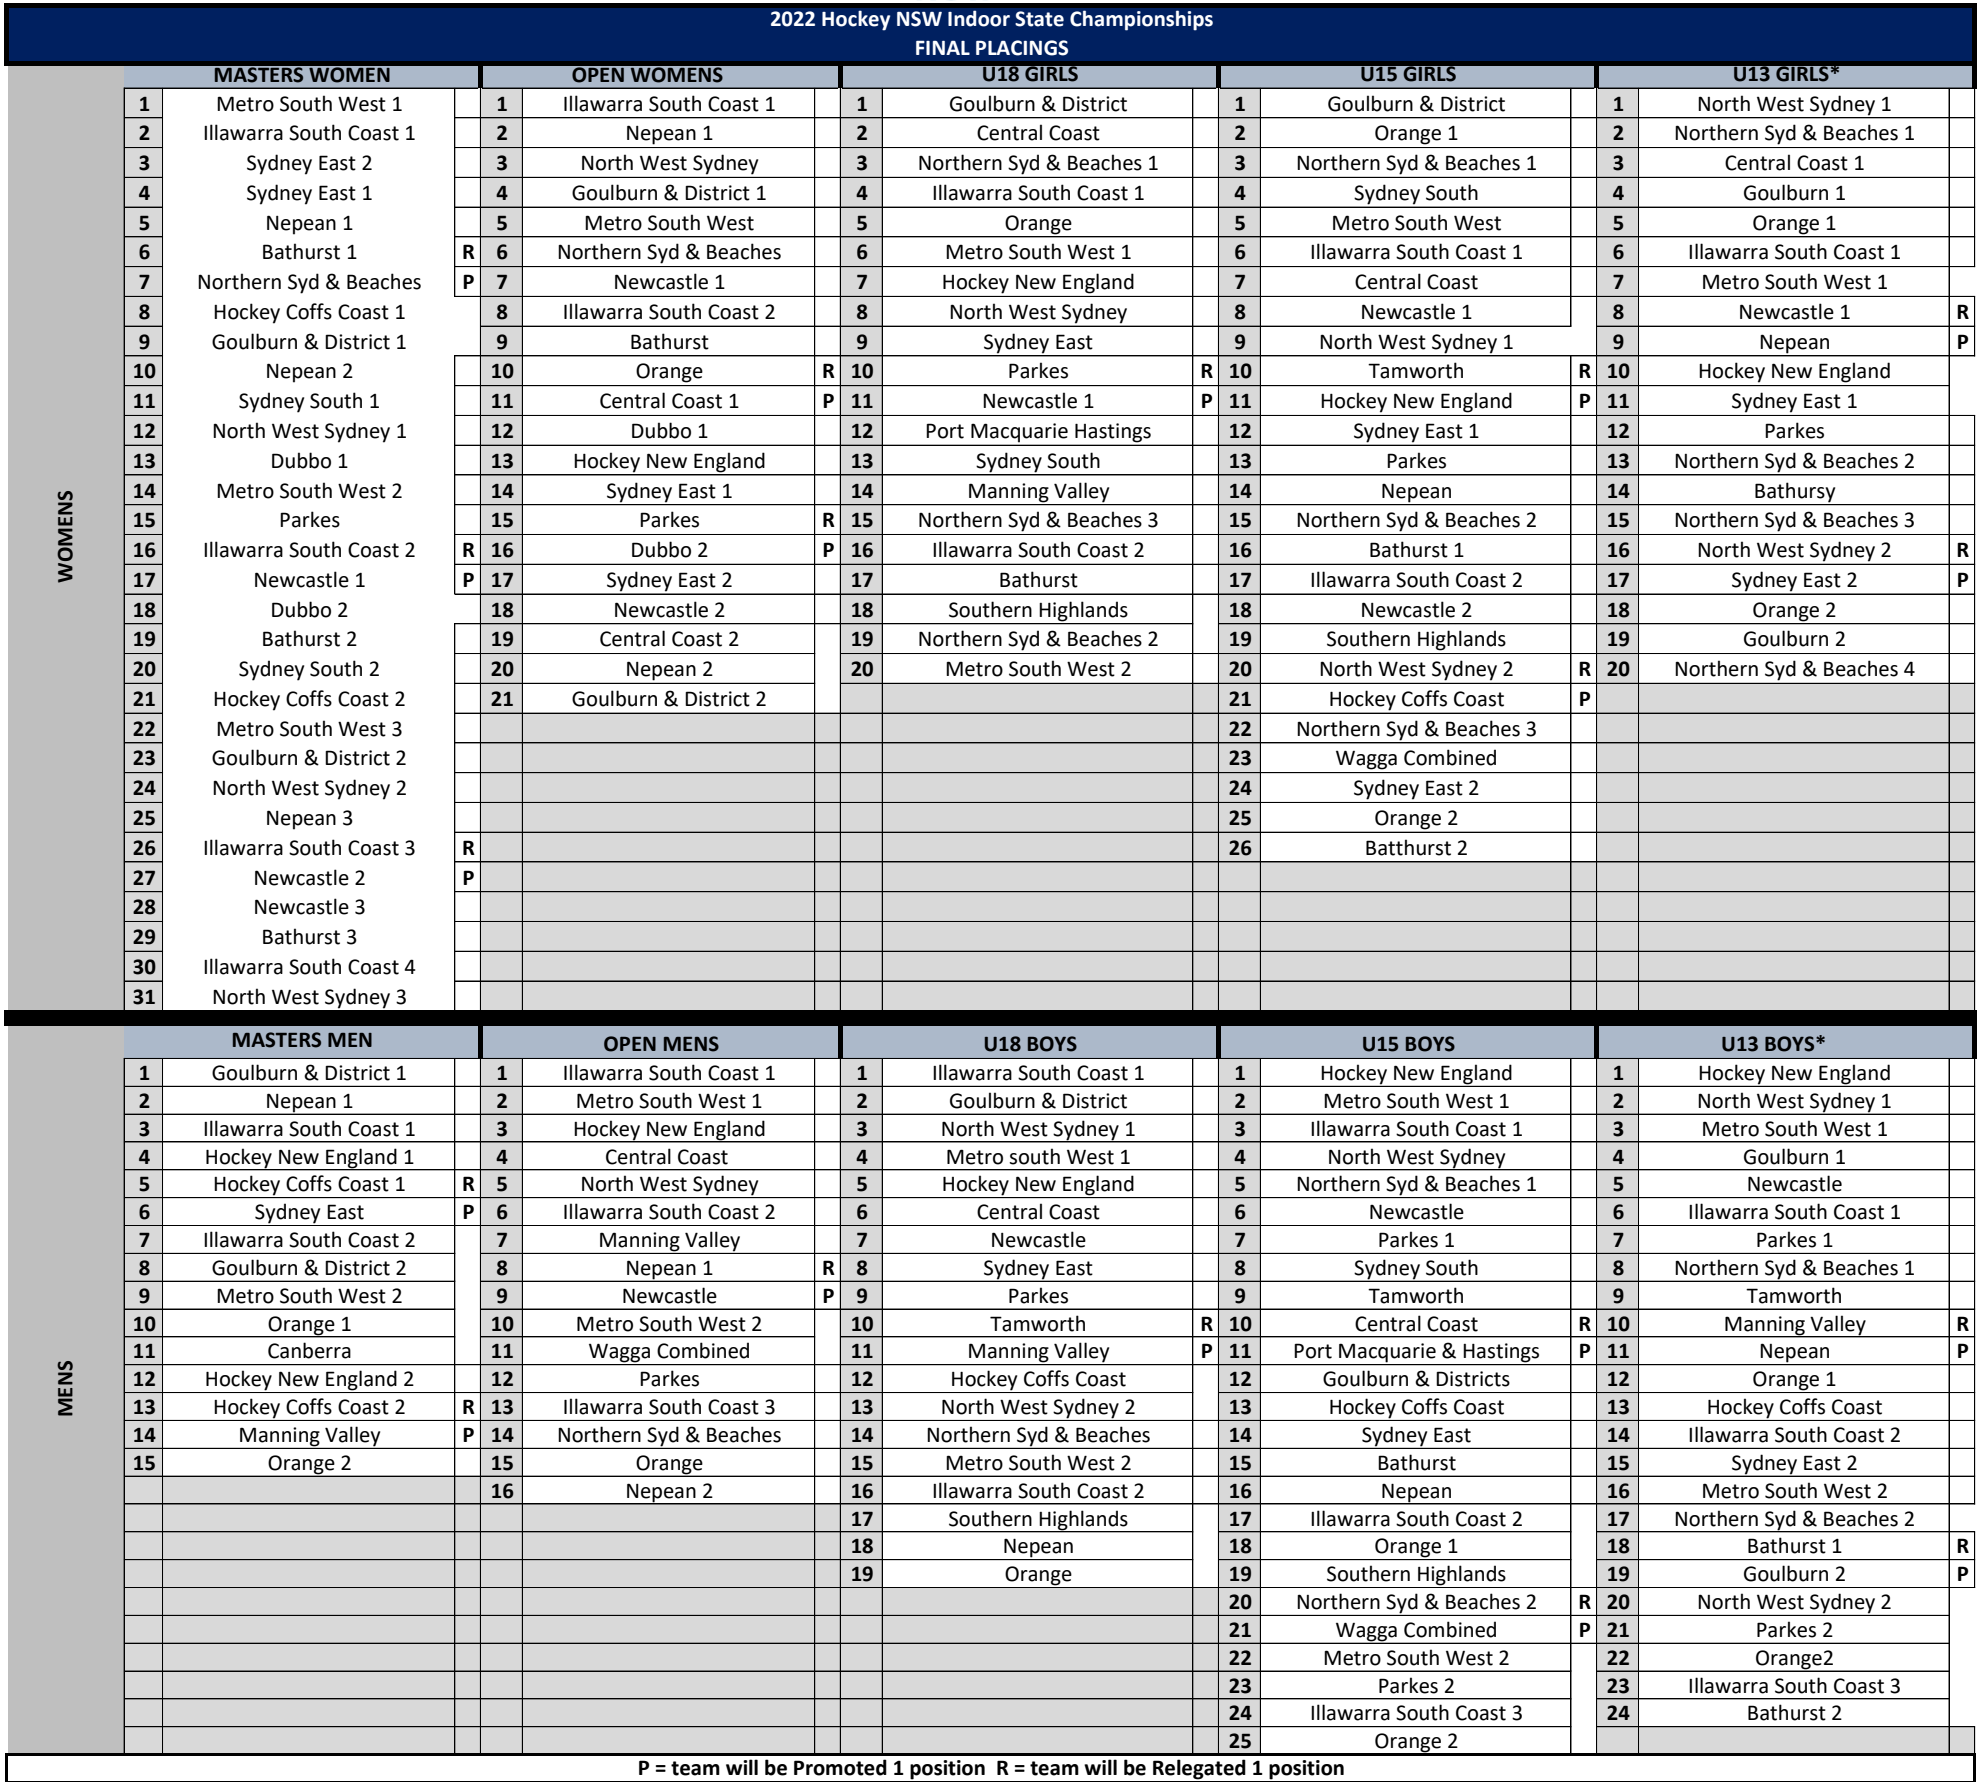 2022 Hockey NSW Indoor State Championships
FINAL PLACINGS
WOMENS
MASTERS WOMEN OPEN WOMENS U18 GIRLS U15 GIRLS U13 GIRLS*
1 Metro South West 1 1 Illawarra South Coast 1 1 Goulburn & District 1 Goulburn & District 1 North West Sydney 1
2 Illawarra South Coast 1 2 Nepean 1 2 Central Coast 2 Orange 1 2 Northern Syd & Beaches 1
3 Sydney East 2 3 North West Sydney 3 Northern Syd & Beaches 1 3 Northern Syd & Beaches 1 3 Central Coast 1
4 Sydney East 1 4 Goulburn & District 1 4 Illawarra South Coast 1 4 Sydney South 4 Goulburn 1
5 Nepean 1 5 Metro South West 5 Orange 5 Metro South West 5 Orange 1
6 Bathurst 1 R 6 Northern Syd & Beaches 6 Metro South West 1 6 Illawarra South Coast 1 6 Illawarra South Coast 1
7 Northern Syd & Beaches P 7 Newcastle 1 7 Hockey New England 7 Central Coast 7 Metro South West 1
8 Hockey Coffs Coast 1 8 Illawarra South Coast 2 8 North West Sydney 8 Newcastle 1 8 Newcastle 1 R
9 Goulburn & District 1 9 Bathurst 9 Sydney East 9 North West Sydney 1 9 Nepean P
10 Nepean 2 10 Orange R 10 Parkes R 10 Tamworth R 10 Hockey New England
11 Sydney South 1 11 Central Coast 1 P 11 Newcastle 1 P 11 Hockey New England P 11 Sydney East 1
12 North West Sydney 1 12 Dubbo 1 12 Port Macquarie Hastings 12 Sydney East 1 12 Parkes
13 Dubbo 1 13 Hockey New England 13 Sydney South 13 Parkes 13 Northern Syd & Beaches 2
14 Metro South West 2 14 Sydney East 1 14 Manning Valley 14 Nepean 14 Bathursy
15 Parkes 15 Parkes R 15 Northern Syd & Beaches 3 15 Northern Syd & Beaches 2 15 Northern Syd & Beaches 3
16 Illawarra South Coast 2 R 16 Dubbo 2 P 16 Illawarra South Coast 2 16 Bathurst 1 16 North West Sydney 2 R
17 Newcastle 1 P 17 Sydney East 2 17 Bathurst 17 Illawarra South Coast 2 17 Sydney East 2 P
18 Dubbo 2 18 Newcastle 2 18 Southern Highlands 18 Newcastle 2 18 Orange 2
19 Bathurst 2 19 Central Coast 2 19 Northern Syd & Beaches 2 19 Southern Highlands 19 Goulburn 2
20 Sydney South 2 20 Nepean 2 20 Metro South West 2 20 North West Sydney 2 R 20 Northern Syd & Beaches 4
21 Hockey Coffs Coast 2 21 Goulburn & District 2 21 Hockey Coffs Coast P
22 Metro South West 3 22 Northern Syd & Beaches 3
23 Goulburn & District 2 23 Wagga Combined
24 North West Sydney 2 24 Sydney East 2
25 Nepean 3 25 Orange 2
26 Illawarra South Coast 3 R 26 Batthurst 2
27 Newcastle 2 P
28 Newcastle 3
29 Bathurst 3
30 Illawarra South Coast 4
31 North West Sydney 3
MENS
MASTERS MEN OPEN MENS U18 BOYS U15 BOYS U13 BOYS*
1 Goulburn & District 1 1 Illawarra South Coast 1 1 Illawarra South Coast 1 1 Hockey New England 1 Hockey New England
2 Nepean 1 2 Metro South West 1 2 Goulburn & District 2 Metro South West 1 2 North West Sydney 1
3 Illawarra South Coast 1 3 Hockey New England 3 North West Sydney 1 3 Illawarra South Coast 1 3 Metro South West 1
4 Hockey New England 1 4 Central Coast 4 Metro south West 1 4 North West Sydney 4 Goulburn 1
5 Hockey Coffs Coast 1 R 5 North West Sydney 5 Hockey New England 5 Northern Syd & Beaches 1 5 Newcastle
6 Sydney East P 6 Illawarra South Coast 2 6 Central Coast 6 Newcastle 6 Illawarra South Coast 1
7 Illawarra South Coast 2 7 Manning Valley 7 Newcastle 7 Parkes 1 7 Parkes 1
8 Goulburn & District 2 8 Nepean 1 R 8 Sydney East 8 Sydney South 8 Northern Syd & Beaches 1
9 Metro South West 2 9 Newcastle P 9 Parkes 9 Tamworth 9 Tamworth
10 Orange 1 10 Metro South West 2 10 Tamworth R 10 Central Coast R 10 Manning Valley R
11 Canberra 11 Wagga Combined 11 Manning Valley P 11 Port Macquarie & Hastings P 11 Nepean P
12 Hockey New England 2 12 Parkes 12 Hockey Coffs Coast 12 Goulburn & Districts 12 Orange 1
13 Hockey Coffs Coast 2 R 13 Illawarra South Coast 3 13 North West Sydney 2 13 Hockey Coffs Coast 13 Hockey Coffs Coast
14 Manning Valley P 14 Northern Syd & Beaches 14 Northern Syd & Beaches 14 Sydney East 14 Illawarra South Coast 2
15 Orange 2 15 Orange 15 Metro South West 2 15 Bathurst 15 Sydney East 2
16 Nepean 2 16 Illawarra South Coast 2 16 Nepean 16 Metro South West 2
17 Southern Highlands 17 Illawarra South Coast 2 17 Northern Syd & Beaches 2
18 Nepean 18 Orange 1 18 Bathurst 1 R
19 Orange 19 Southern Highlands 19 Goulburn 2 P
20 Northern Syd & Beaches 2 R 20 North West Sydney 2
21 Wagga Combined P 21 Parkes 2
22 Metro South West 2 22 Orange2
23 Parkes 2 23 Illawarra South Coast 3
24 Illawarra South Coast 3 24 Bathurst 2
25 Orange 2
P = team will be Promoted 1 position R = team will be Relegated 1 position